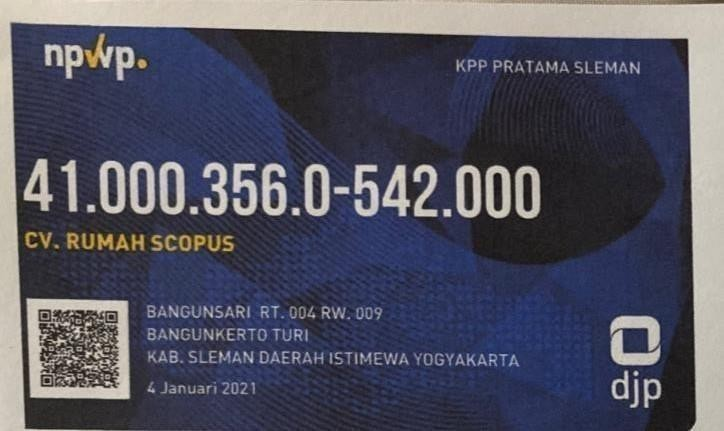 npwp.
KPP PRATAMA SLEMAN
41.000.356.0-542.000
CV. RUMAH SCOPUS
BANGUNSARI RT. 004 RW. 009
BANGUNKERTO TURI
KAB. SLEMAN DAERAH ISTIMEWA YOGYAKARTA
4 Januari 2021
djp